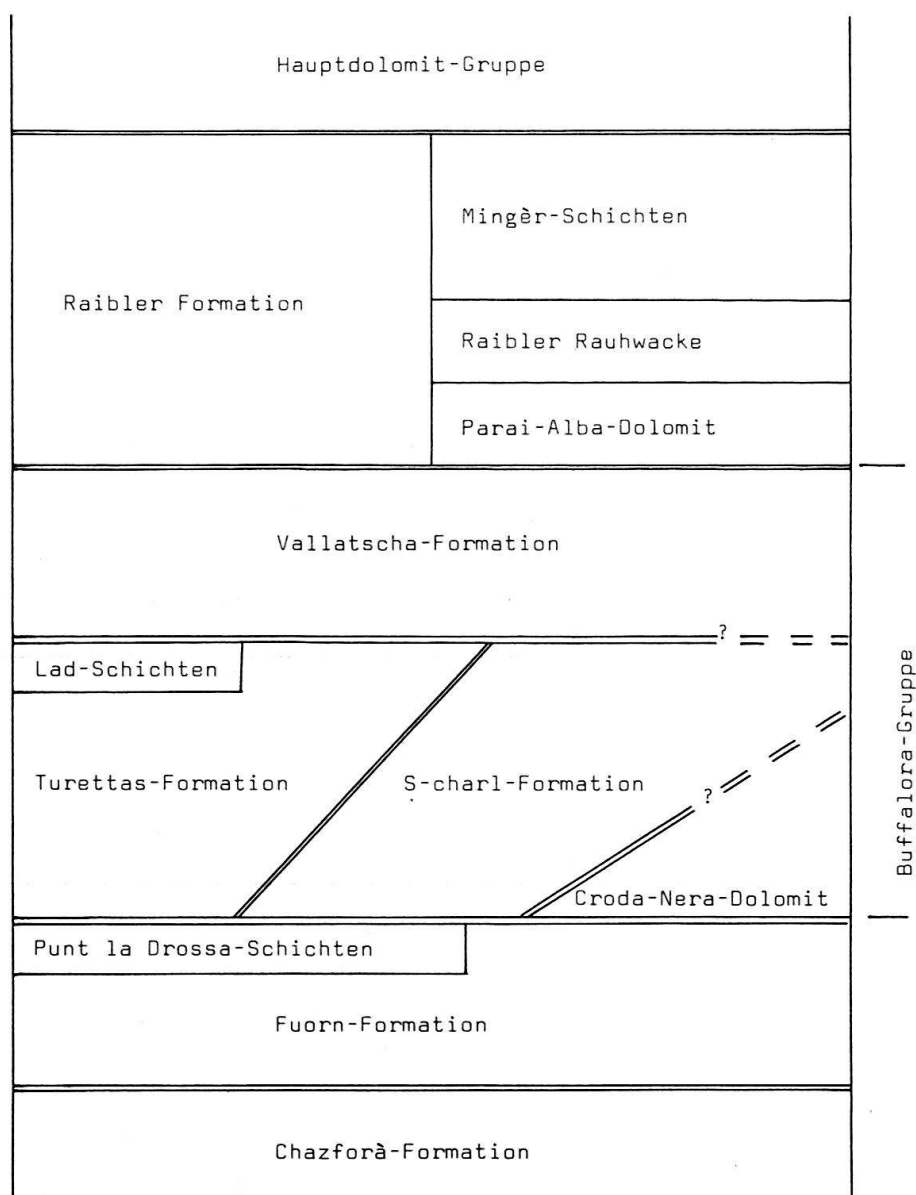 Hauptdolomit-Gruppe
Mingèr-Schichten
Raibler Formation
Raibler Rauhwacke
Parai-Alba-Dolomit
Vallatscha-Formation
?
Lad-Schichten
Turettas-Formation
S-charl-Formation
?
Croda-Nera-Dolomit
Buffalora-Gruppe
Punt la Drossa-Schichten
Fuorn-Formation
Chazforà-Formation